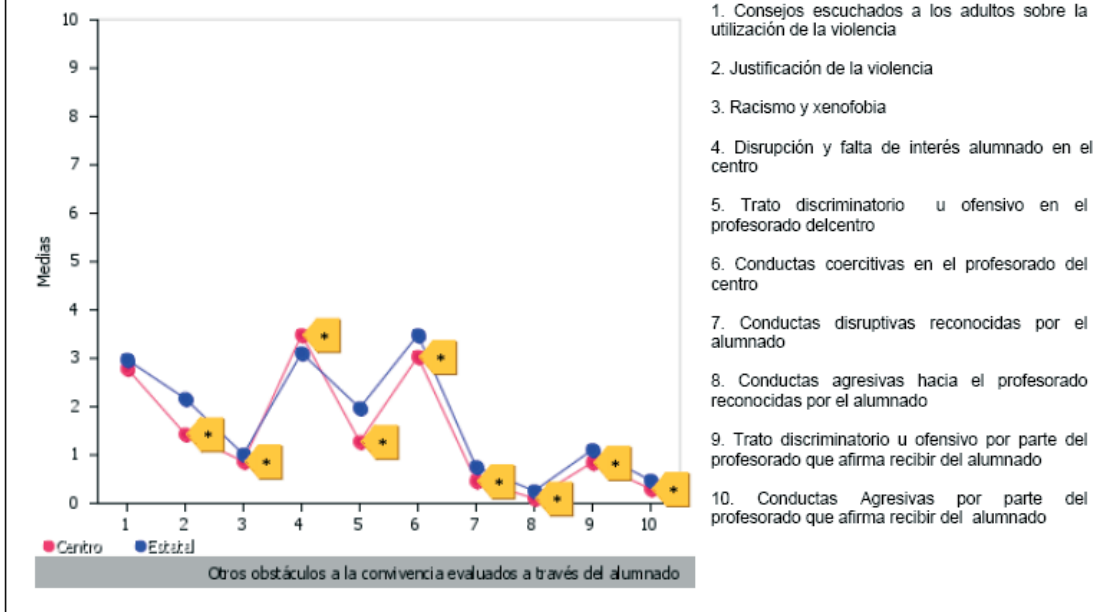 10
9
8
7
6
5
4
3
2
1
0
Medias
* * * * * * * * *
1 2 3 4 5 6 7 8 9 10
Centro Estatal
Otros obstáculos a la convivencia evaluados a través del alumnado
1. Consejos escuchados a los adultos sobre la
utilización de la violencia
2. Justificación de la violencia
3. Racismo y xenofobia
4. Disrupción y falta de interés alumnado en el
centro
5. Trato discriminatorio u ofensivo en el
profesorado delcentro
6. Conductas coercitivas en el profesorado del
centro
7. Conductas disruptivas reconocidas por el
alumnado
8. Conductas agresivas hacia el profesorado
reconocidas por el alumnado
9. Trato discriminatorio u ofensivo por parte del
profesorado que afirma recibir del alumnado
10. Conductas Agresivas por parte del
profesorado que afirma recibir del alumnado